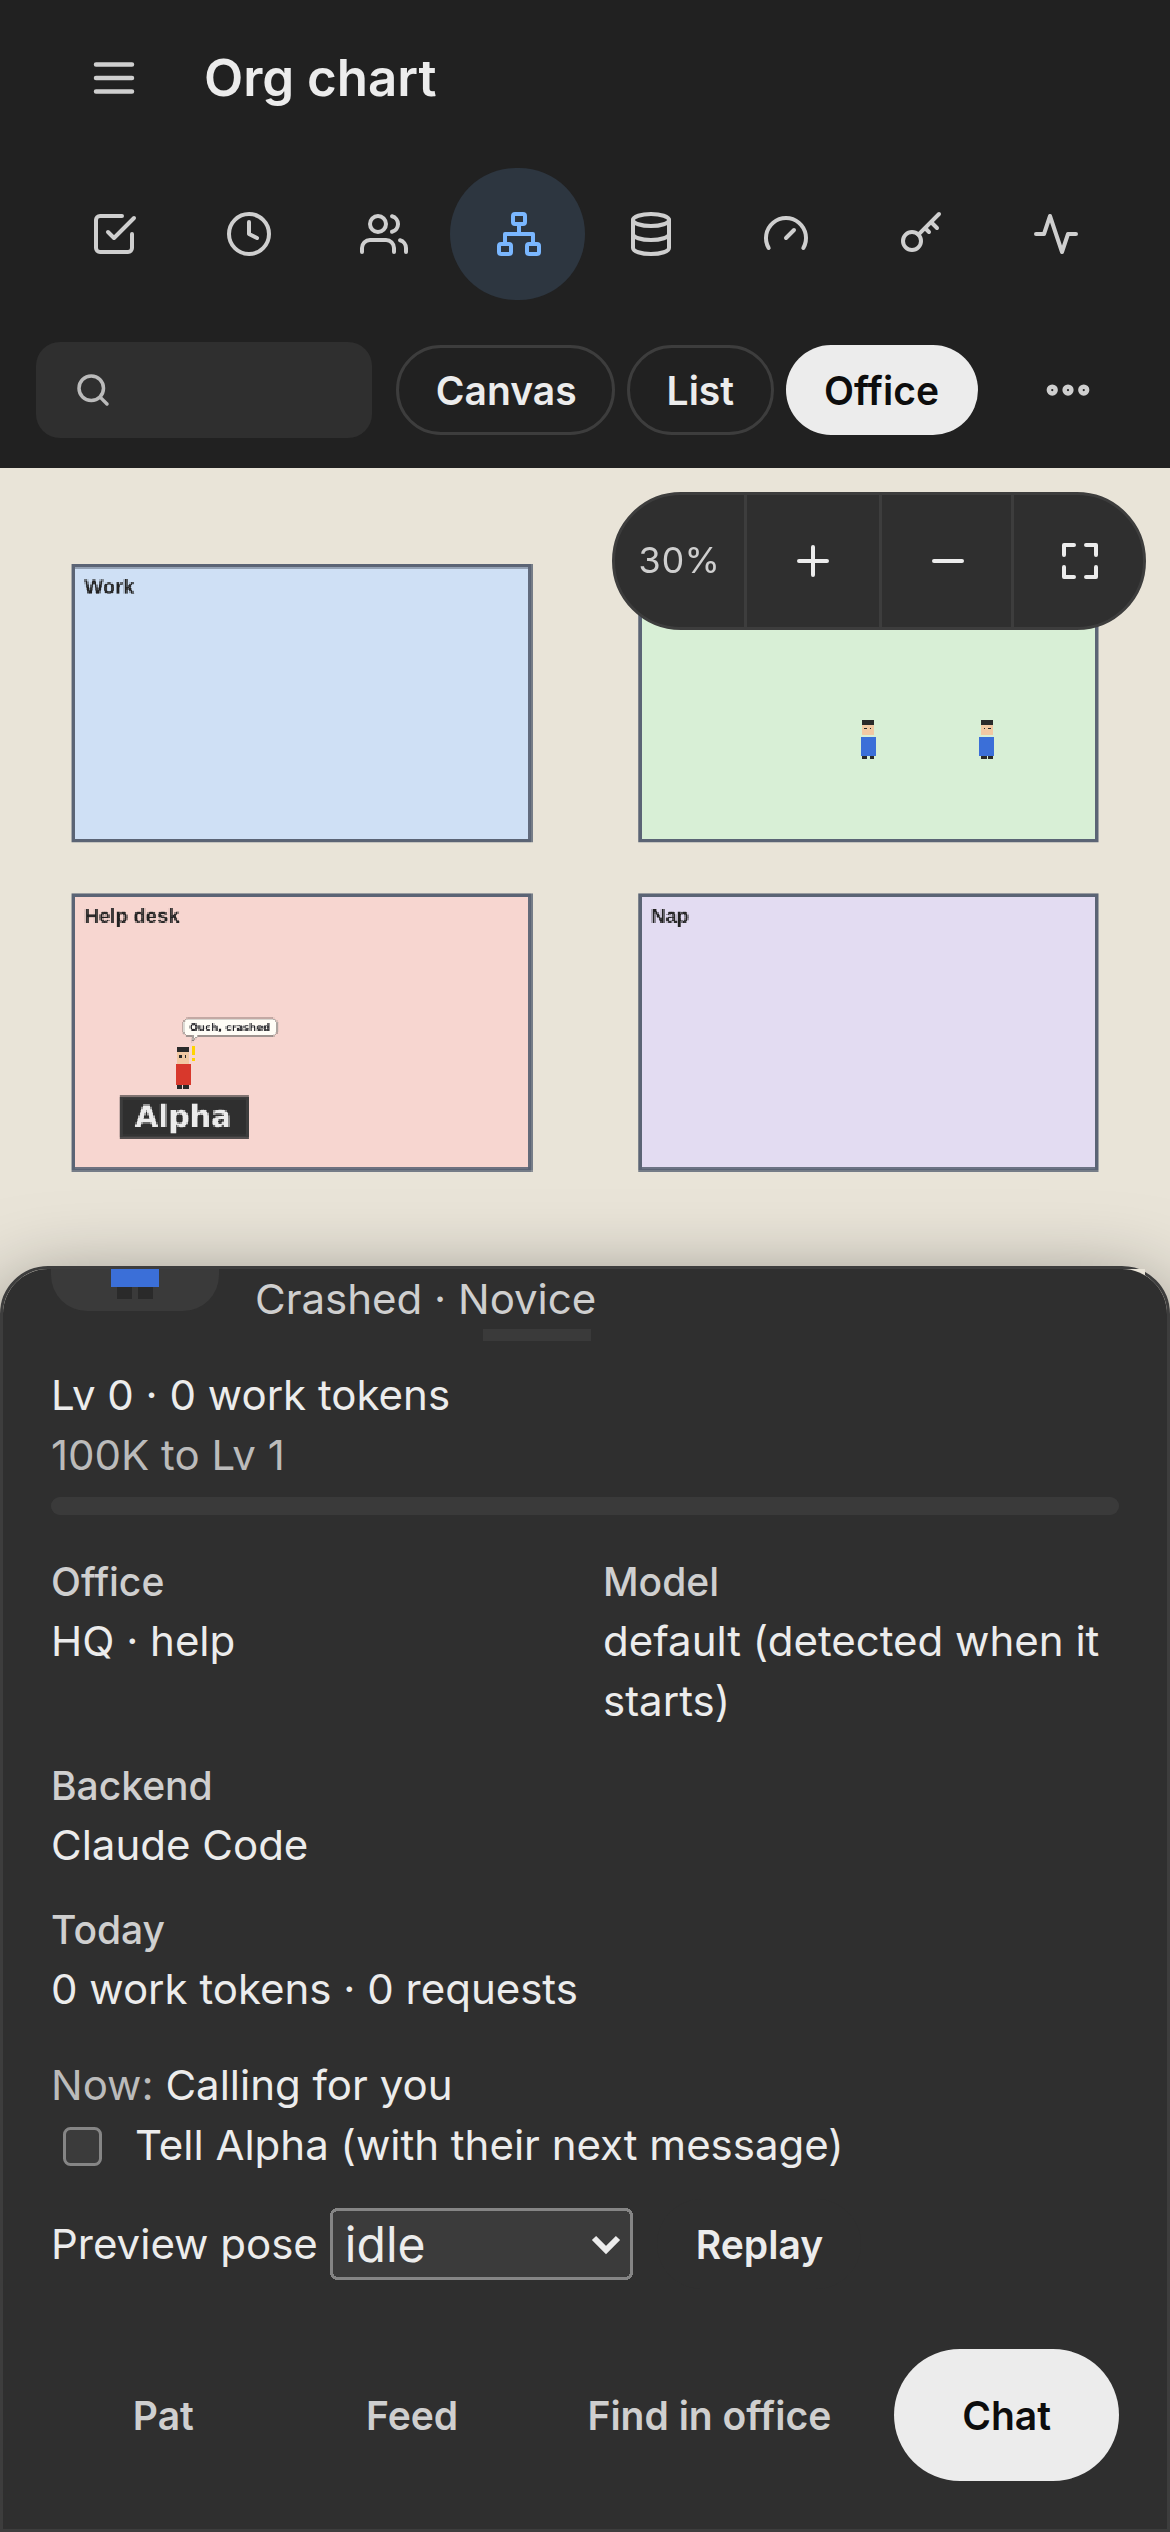 Org chart
Canvas
List
Office
30%
Work
Help desk
Nap
Ouch, crashed
!
Alpha
Crashed · Novice
Lv 0 · 0 work tokens
100K to Lv 1
Office
HQ · help
Model
default (detected when it
starts)
Backend
Claude Code
Today
0 work tokens · 0 requests
Now: Calling for you
Tell Alpha (with their next message)
Preview pose idle Replay
Pat
Feed
Find in office
Chat